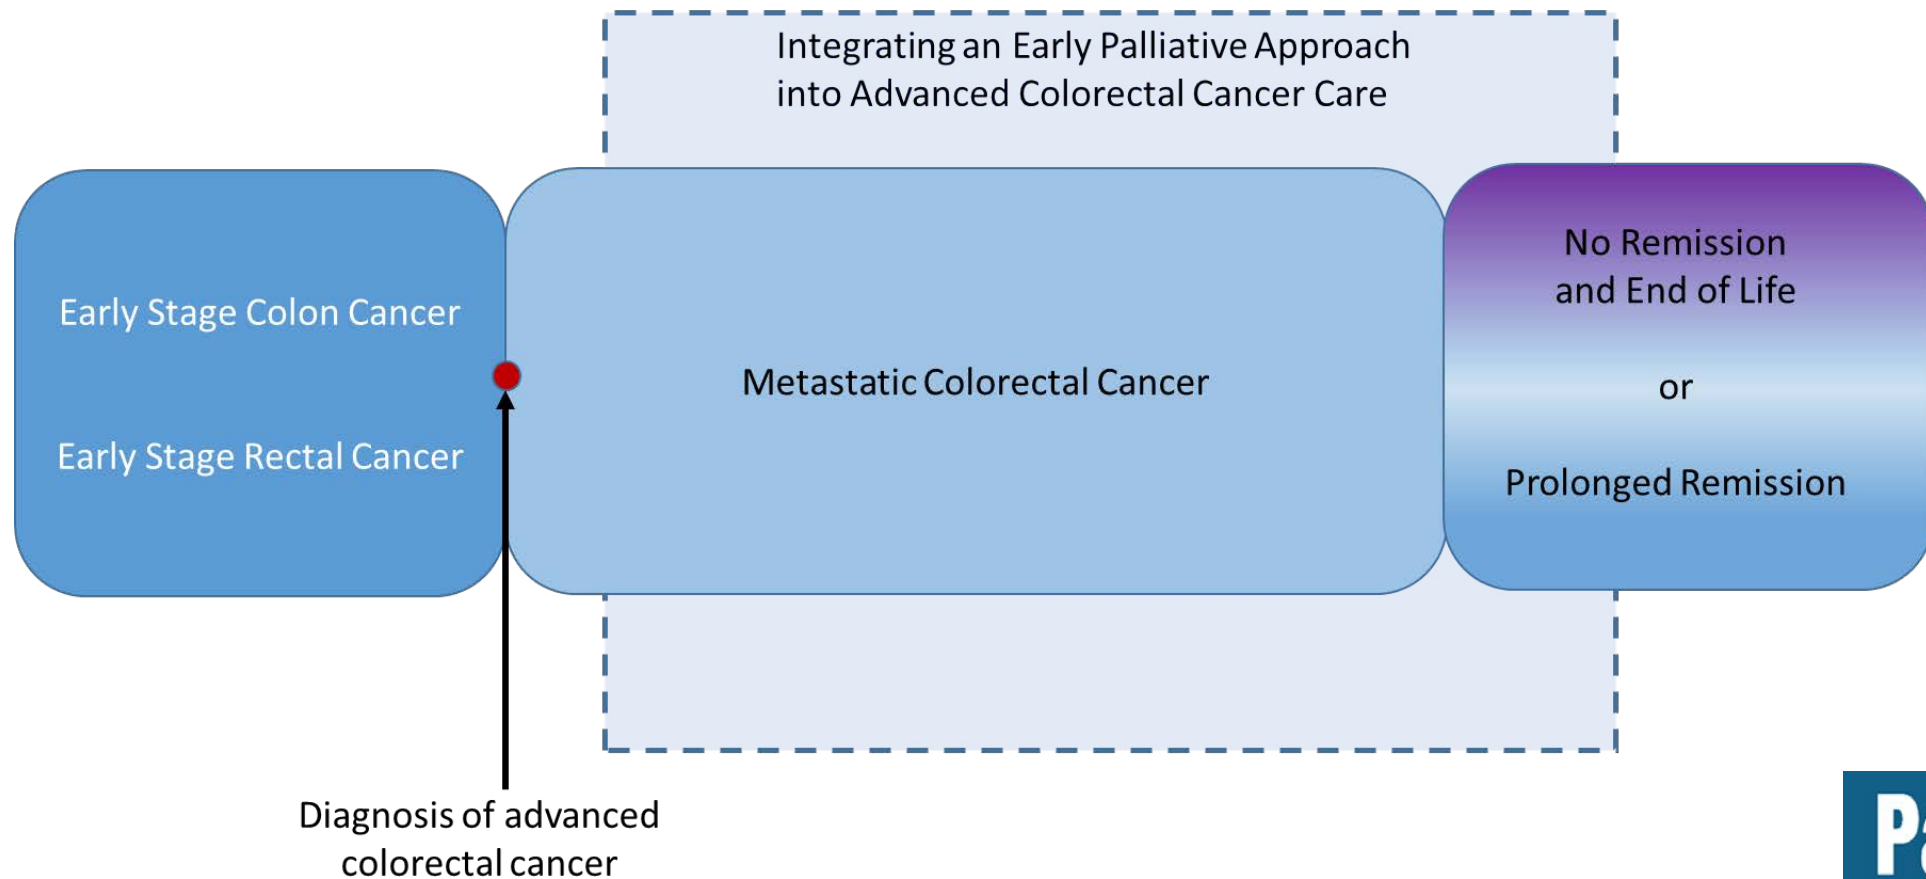 Integrating an Early Palliative Approach
into Advanced Colorectal Cancer Care
Early Stage Colon Cancer
Early Stage Rectal Cancer
Metastatic Colorectal Cancer
No Remission
and End of Life
or
Prolonged Remission
Diagnosis of advanced
colorectal cancer